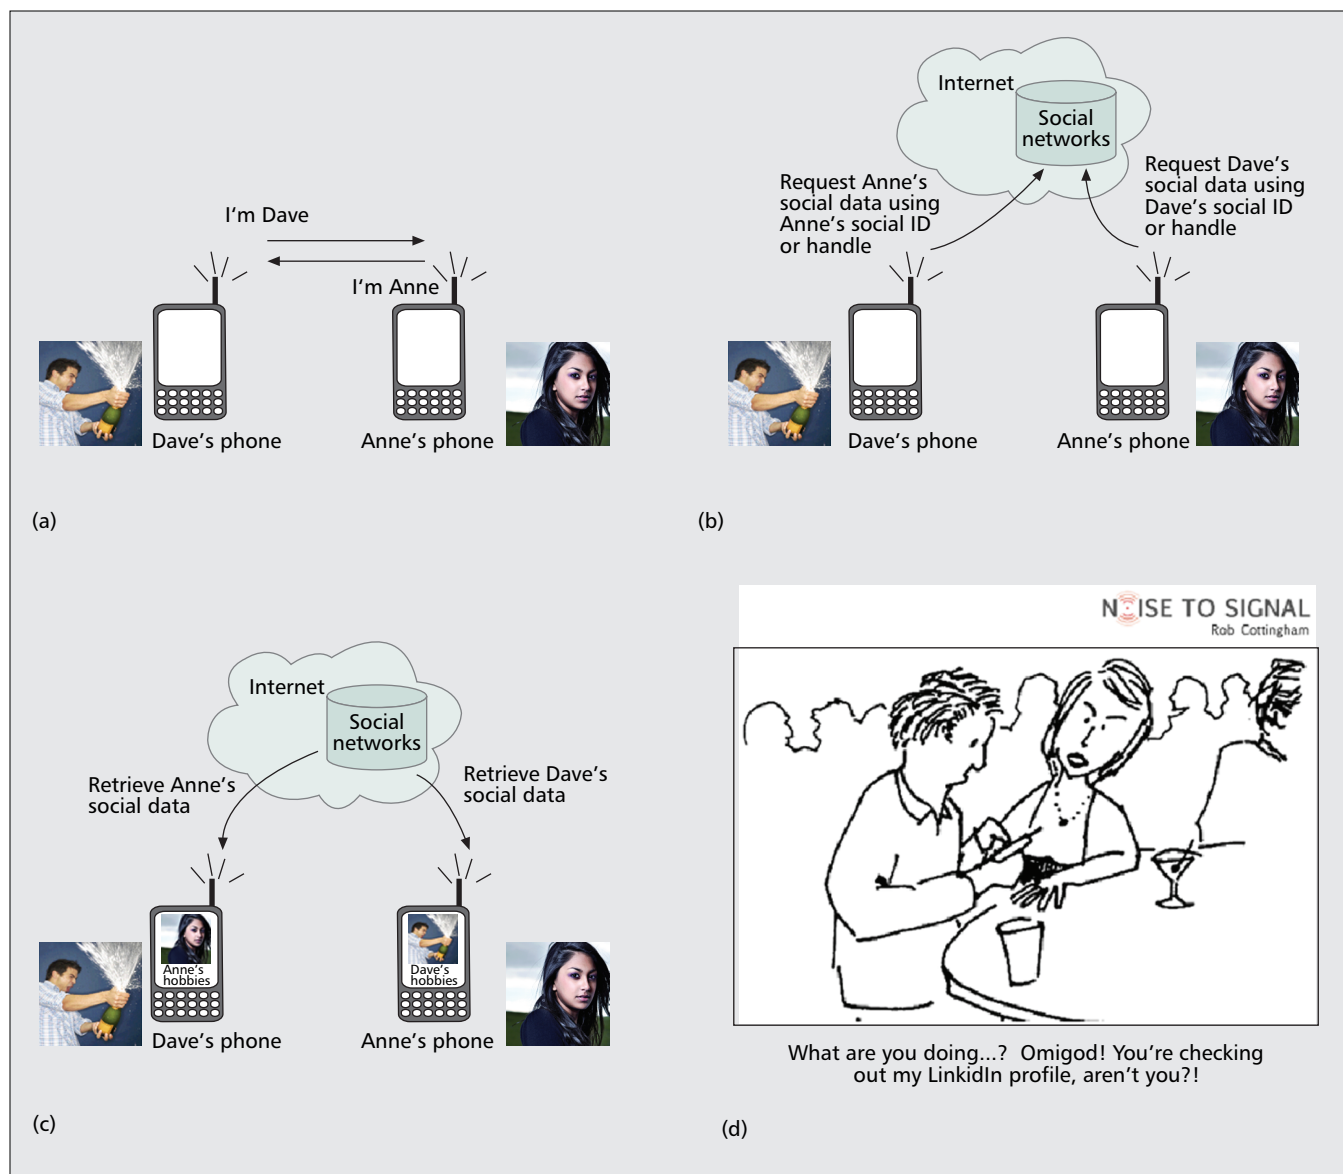 I'm Dave
I'm Anne
Dave's phone
Anne's phone
(a)
Internet
Social
networks
Request Anne's
social data using
Anne's social ID
or handle
Request Dave's
social data using
Dave's social ID
or handle
Dave's phone
Anne's phone
(b)
Internet
Social
networks
Retrieve Anne's
social data
Retrieve Dave's
social data
Anne's
hobbies
Dave's
hobbies
Dave's phone
Anne's phone
(c)
NOISE TO SIGNAL
Rob Cottingham
What are you doing...? Omigod! You're checking
out my LinkidIn profile, aren't you?!
(d)